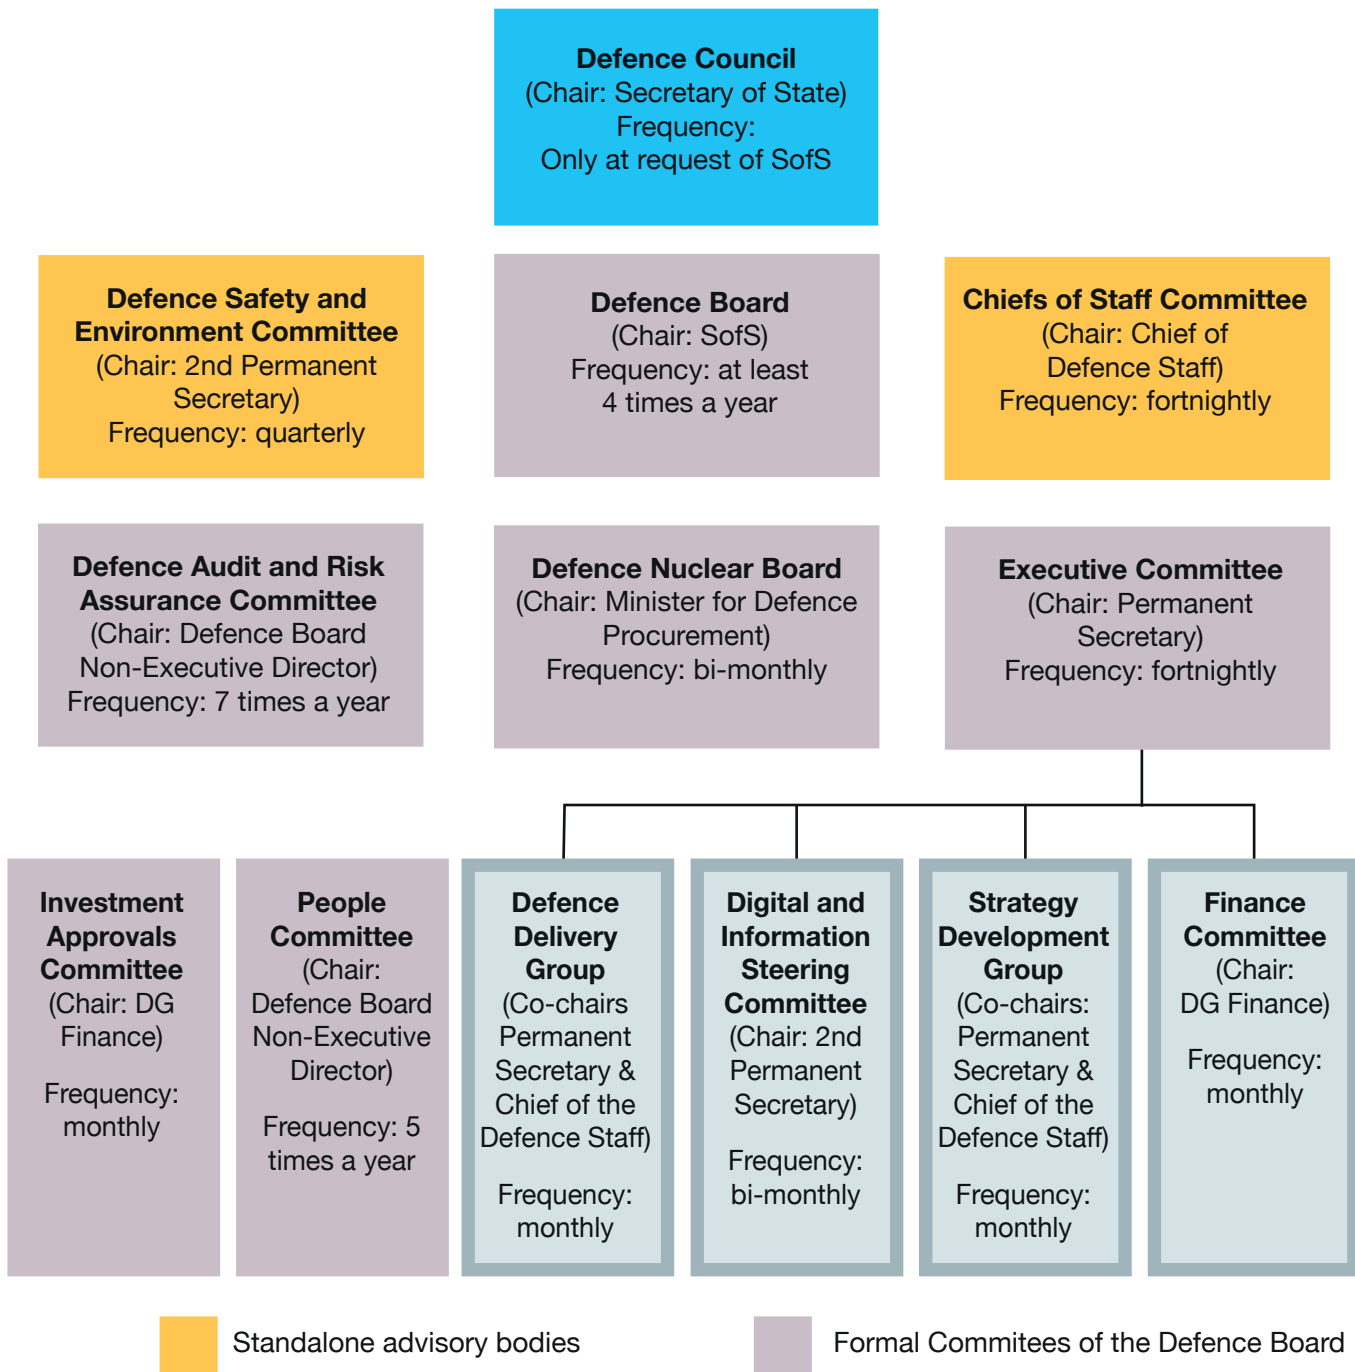 Defence Council
(Chair: Secretary of State)
Frequency:
Only at request of SofS
Defence Safety and
Environment Committee
(Chair: 2nd Permanent
Secretary)
Frequency: quarterly
Defence Board
(Chair: SofS)
Frequency: at least
4 times a year
Chiefs of Staff Committee
(Chair: Chief of
Defence Staff)
Frequency: fortnightly
Defence Audit and Risk
Assurance Committee
(Chair: Defence Board
Non-Executive Director)
Frequency: 7 times a year
Defence Nuclear Board
(Chair: Minister for Defence
Procurement)
Frequency: bi-monthly
Executive Committee
(Chair: Permanent
Secretary)
Frequency: fortnightly
Investment
Approvals
Committee
(Chair: DG
Finance)
Frequency:
monthly
People
Committee
(Chair:
Defence Board
Non-Executive
Director)
Frequency: 5
times a year
Defence
Delivery
Group
(Co-chairs
Permanent
Secretary &
Chief of the
Defence Staff)
Frequency:
monthly
Digital and
Information
Steering
Committee
(Chair: 2nd
Permanent
Secretary)
Frequency:
bi-monthly
Strategy
Development
Group
(Co-chairs:
Permanent
Secretary &
Chief of the
Defence Staff)
Frequency:
monthly
Finance
Committee
(Chair:
DG Finance)
Frequency:
monthly
Standalone advisory bodies
Formal Commitees of the Defence Board